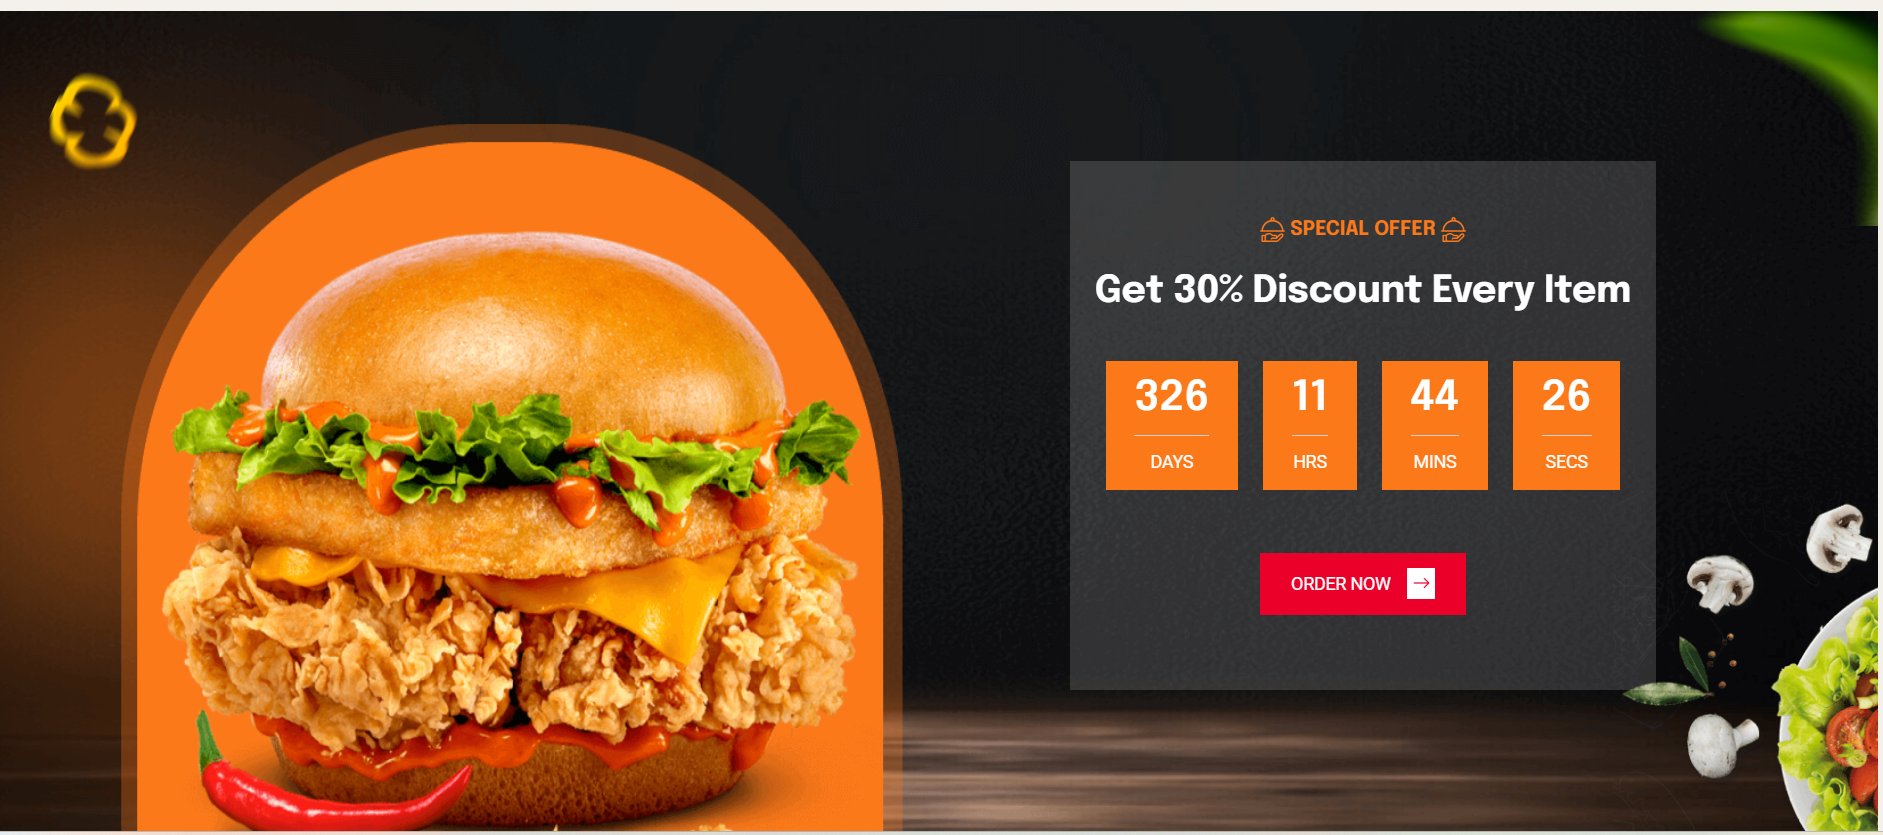 SPECIAL OFFER
Get 30% Discount Every Item
326 11 44 26
DAYS HRS MINS SECS
ORDER NOW